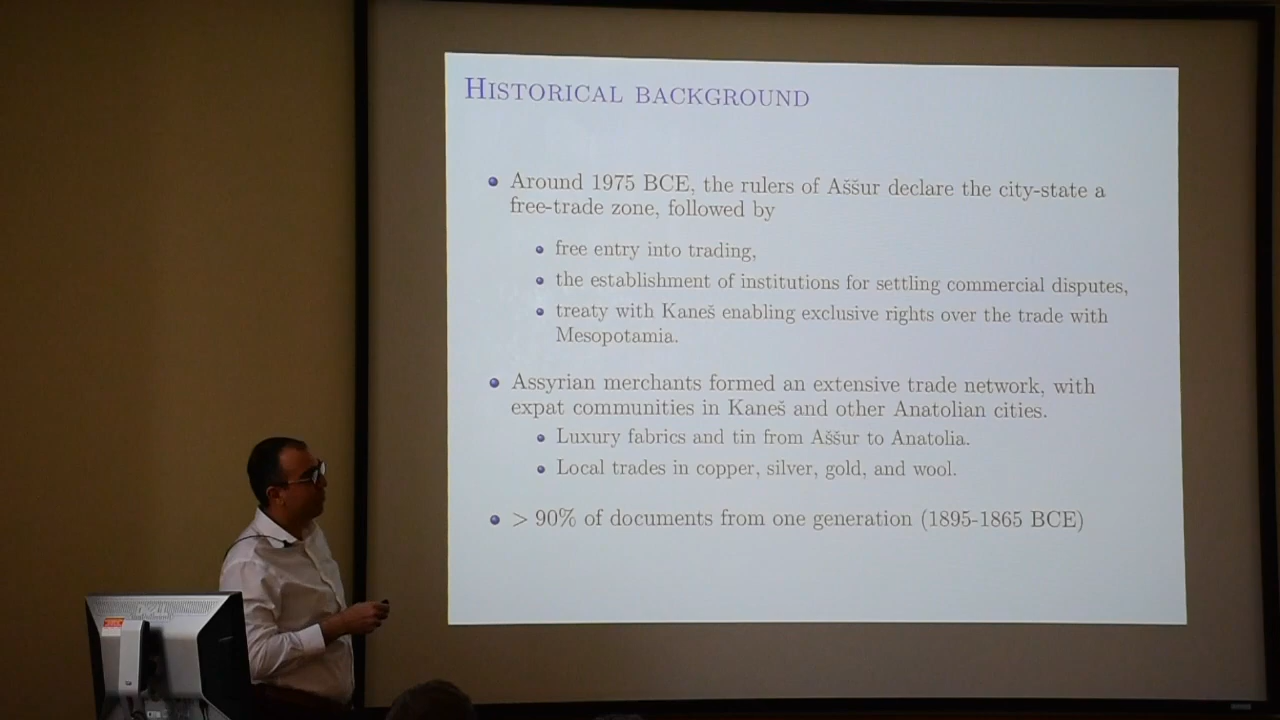 Historical background
Around 1975 BCE, the rulers of Aššur declare the city-state a
free-trade zone, followed by
free entry into trading,
the establishment of institutions for settling commercial disputes,
treaty with Kaneš enabling exclusive rights over the trade with
Mesopotamia.
Assyrian merchants formed an extensive trade network, with
expat communities in Kaneš and other Anatolian cities.
Luxury fabrics and tin from Aššur to Anatolia.
Local trades in copper, silver, gold, and wool.
> 90% of documents from one generation (1895-1865 BCE)
DELL